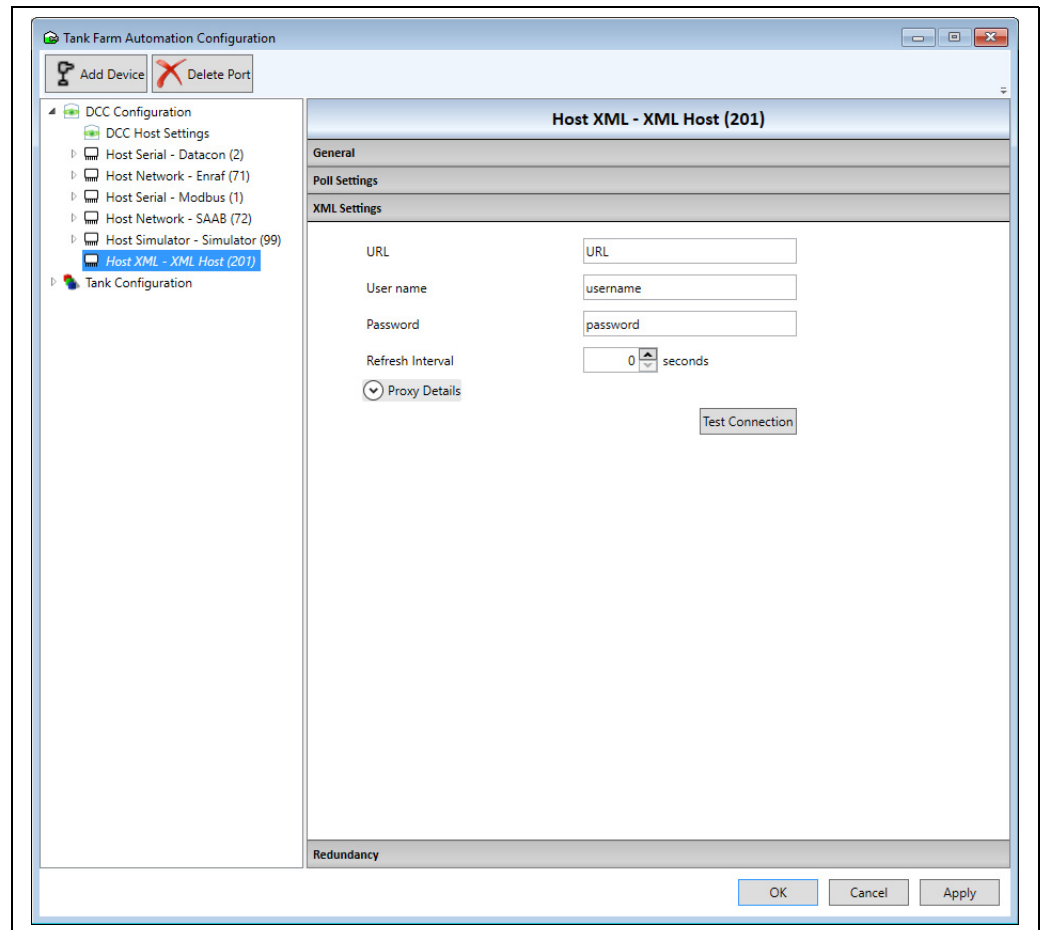 Tank Farm Automation Configuration
Add Device
Delete Port
DCC Configuration
DCC Host Settings
Host Serial - Datacon (2)
Host Network - Enraf (71)
Host Serial - Modbus (1)
Host Network - SAAB (72)
Host Simulator - Simulator (99)
Host XML - XML Host (201)
Tank Configuration
Host XML - XML Host (201)
General
Poll Settings
XML Settings
URL URL
User name username
Password password
Refresh Interval 0 seconds
Proxy Details
Test Connection
Redundancy
OK Cancel Apply